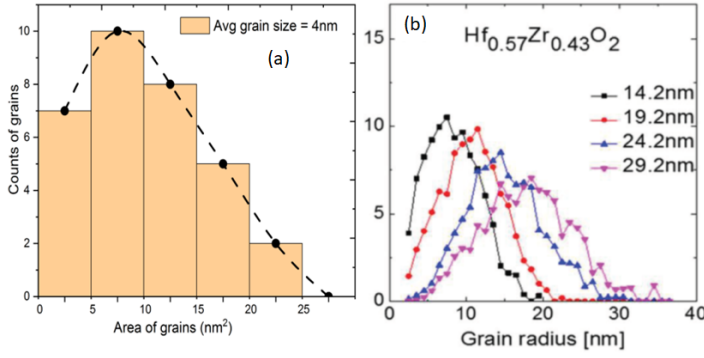 (a)
Avg grain size = 4nm
Counts of grains
10
8
6
4
2
0
0 5 10 15 20 25 30
Area of grains (nm²)
(b)
Hf0.57Zr0.43O2
14.2nm
19.2nm
24.2nm
29.2nm
15
10
5
0
0 10 20 30 40
Grain radius [nm]